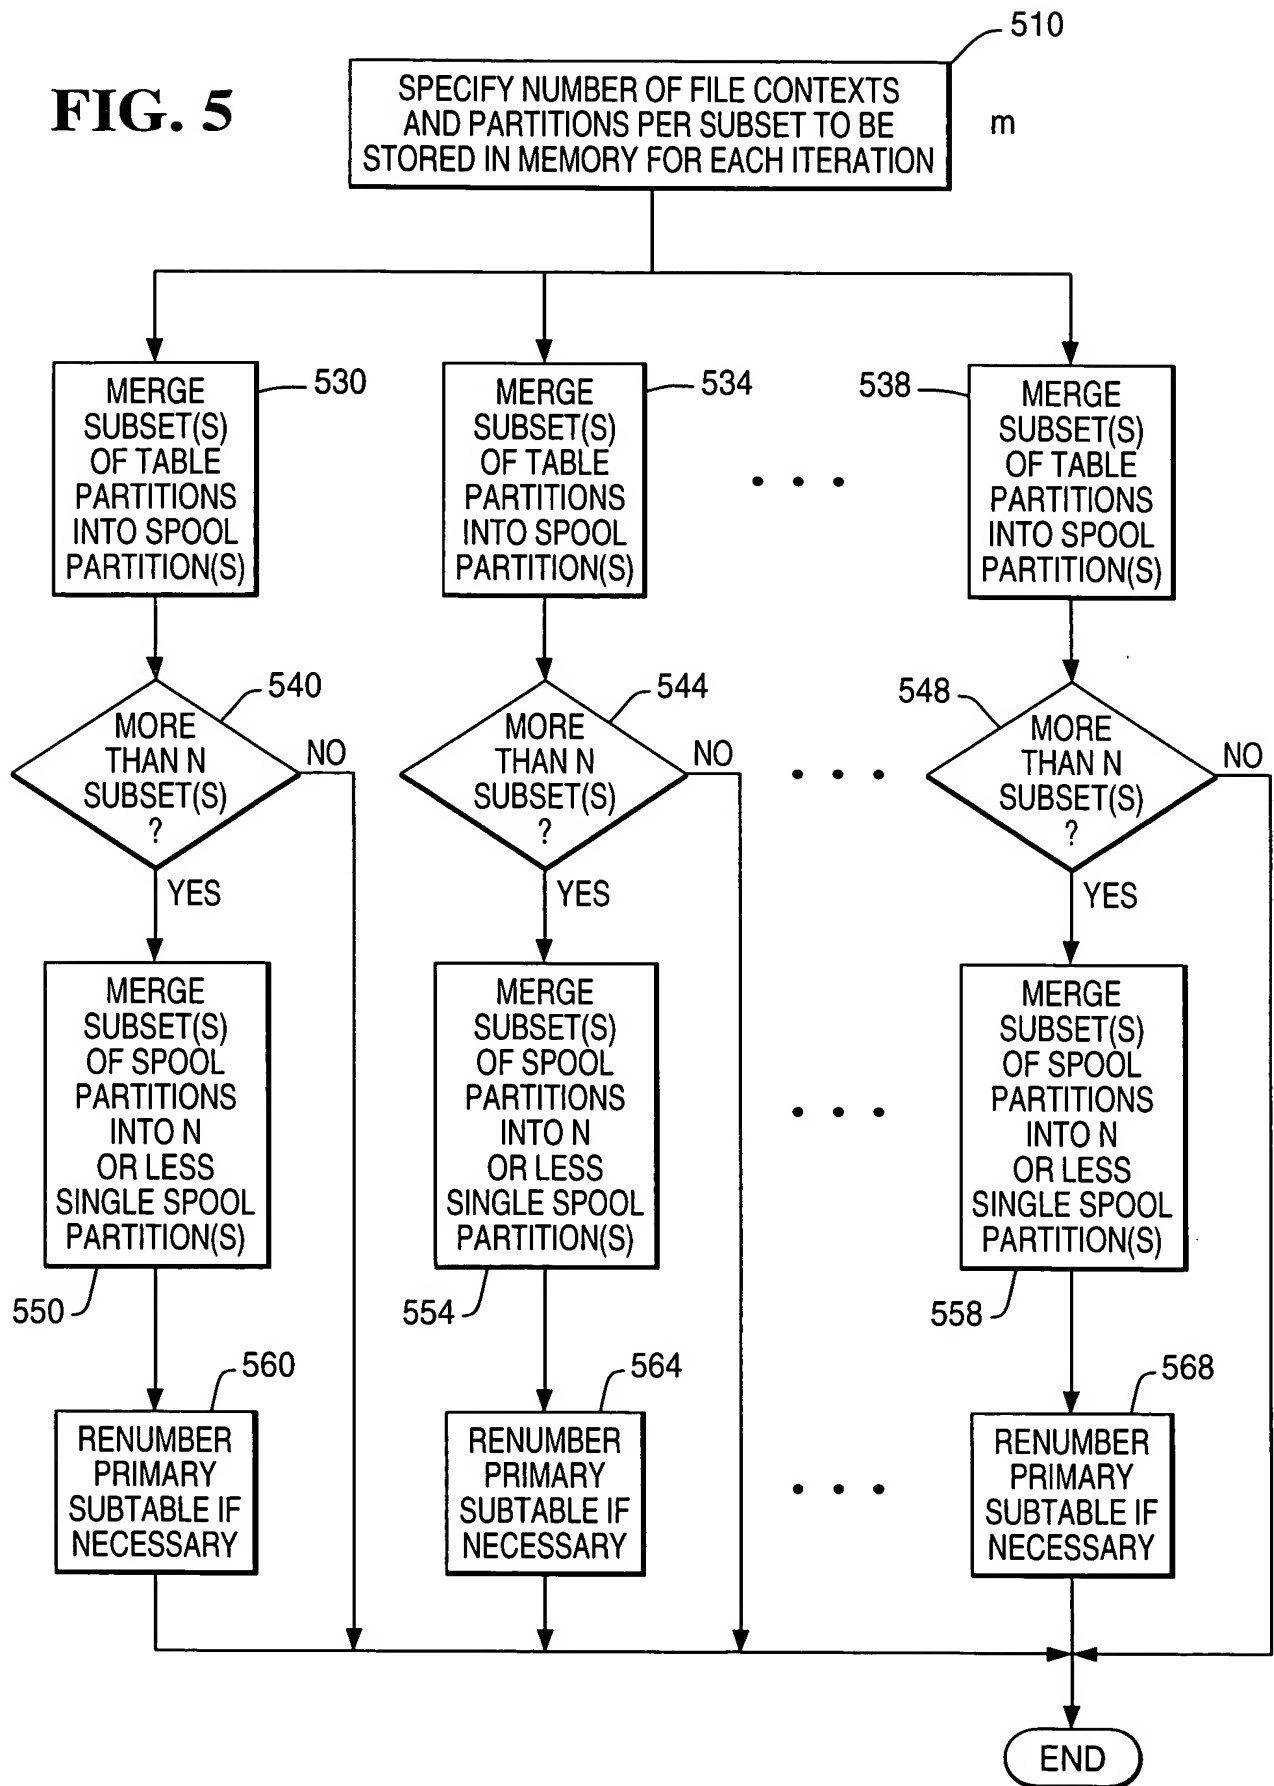 FIG. 5
510
SPECIFY NUMBER OF FILE CONTEXTS
AND PARTITIONS PER SUBSET TO BE
STORED IN MEMORY FOR EACH ITERATION
m
MERGE
SUBSET(S)
OF TABLE
PARTITIONS
INTO SPOOL
PARTITION(S)
530
MERGE
SUBSET(S)
OF TABLE
PARTITIONS
INTO SPOOL
PARTITION(S)
534
• • •
538
MERGE
SUBSET(S)
OF TABLE
PARTITIONS
INTO SPOOL
PARTITION(S)
540
MORE
THAN N
SUBSET(S)
?
NO
YES
544
MORE
THAN N
SUBSET(S)
?
NO
YES
• • •
548
MORE
THAN N
SUBSET(S)
?
NO
YES
MERGE
SUBSET(S)
OF SPOOL
PARTITIONS
INTO N
OR LESS
SINGLE SPOOL
PARTITION(S)
550
MERGE
SUBSET(S)
OF SPOOL
PARTITIONS
INTO N
OR LESS
SINGLE SPOOL
PARTITION(S)
554
• • •
MERGE
SUBSET(S)
OF SPOOL
PARTITIONS
INTO N
OR LESS
SINGLE SPOOL
PARTITION(S)
558
560
RENUMBER
PRIMARY
SUBTABLE IF
NECESSARY
564
RENUMBER
PRIMARY
SUBTABLE IF
NECESSARY
• • •
568
RENUMBER
PRIMARY
SUBTABLE IF
NECESSARY
END